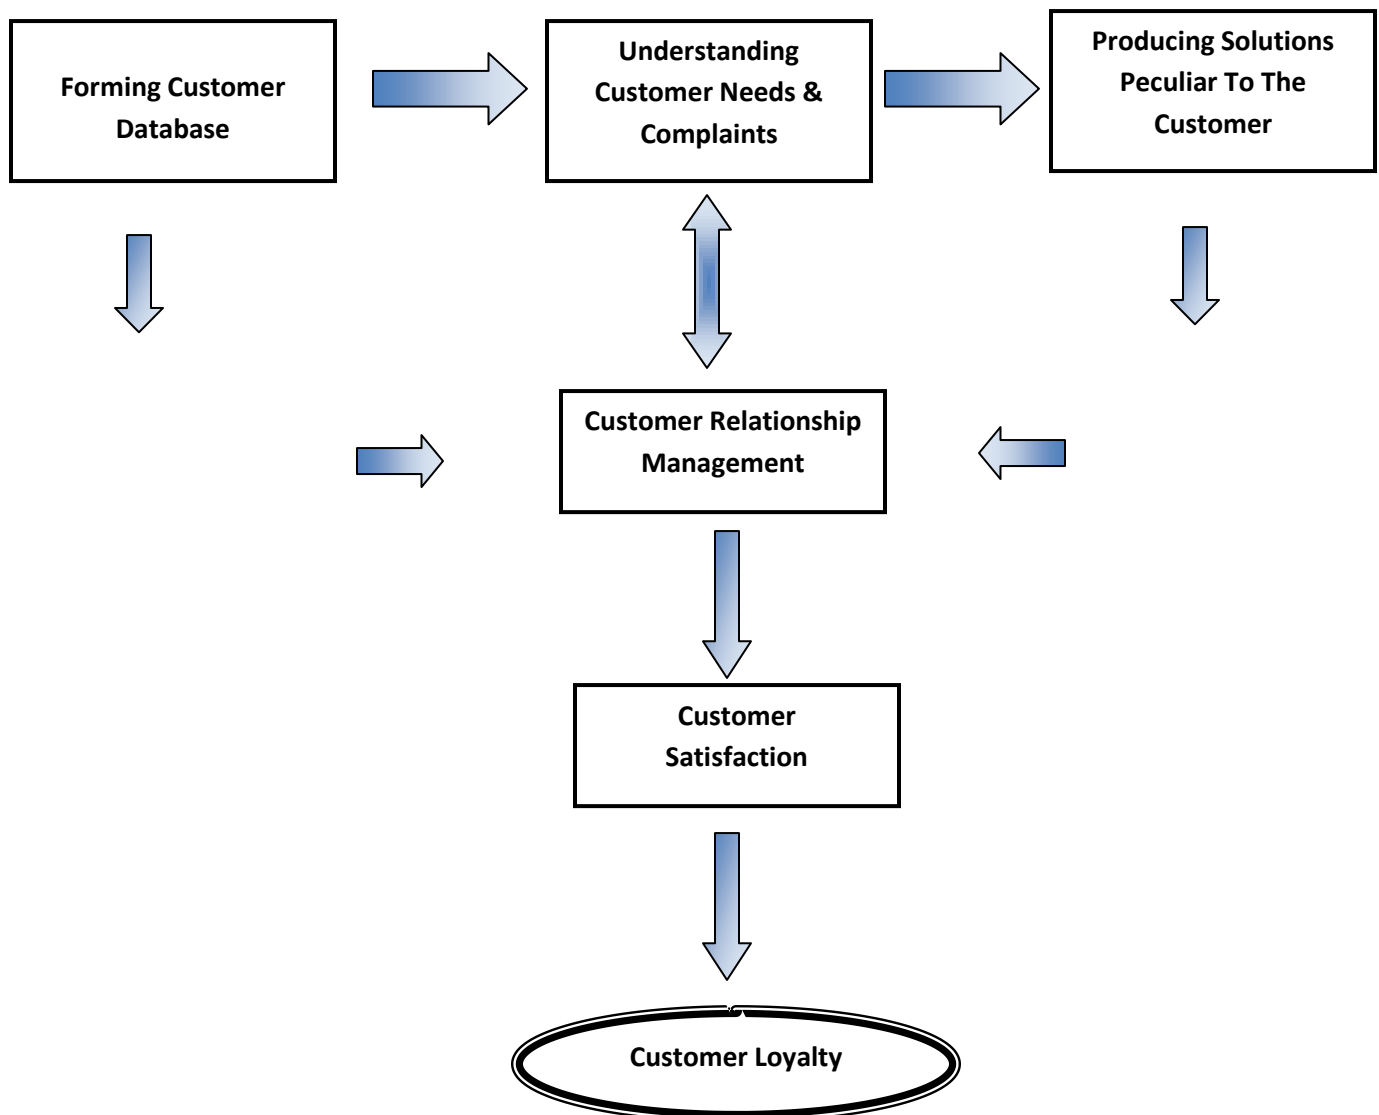 Forming Customer
Database
Understanding
Customer Needs &
Complaints
Producing Solutions
Peculiar To The
Customer
Customer Relationship
Management
Customer
Satisfaction
Customer Loyalty